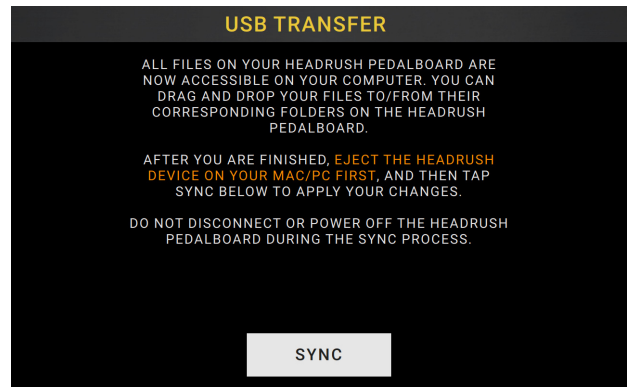 USB TRANSFER
ALL FILES ON YOUR HEADRUSH PEDALBOARD ARE
NOW ACCESSIBLE ON YOUR COMPUTER. YOU CAN
DRAG AND DROP YOUR FILES TO/FROM THEIR
CORRESPONDING FOLDERS ON THE HEADRUSH
PEDALBOARD.
AFTER YOU ARE FINISHED, EJECT THE HEADRUSH
DEVICE ON YOUR MAC/PC FIRST, AND THEN TAP
SYNC BELOW TO APPLY YOUR CHANGES.
DO NOT DISCONNECT OR POWER OFF THE HEADRUSH
PEDALBOARD DURING THE SYNC PROCESS.
SYNC